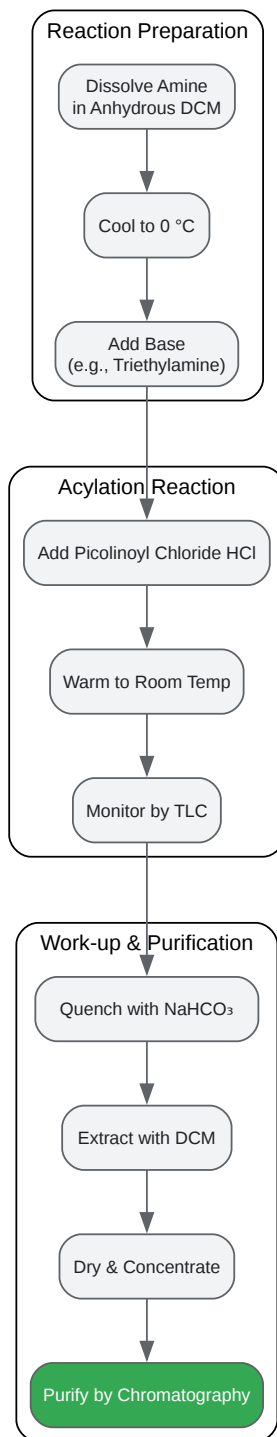 Reaction Preparation
Dissolve Amine
in Anhydrous DCM
Cool to 0 °C
Add Base
(e.g., Triethylamine)
Acylation Reaction
Add Picolinoyl Chloride HCl
Warm to Room Temp
Monitor by TLC
Work-up & Purification
Quench with NaHCO₃
Extract with DCM
Dry & Concentrate
Purify by Chromatography